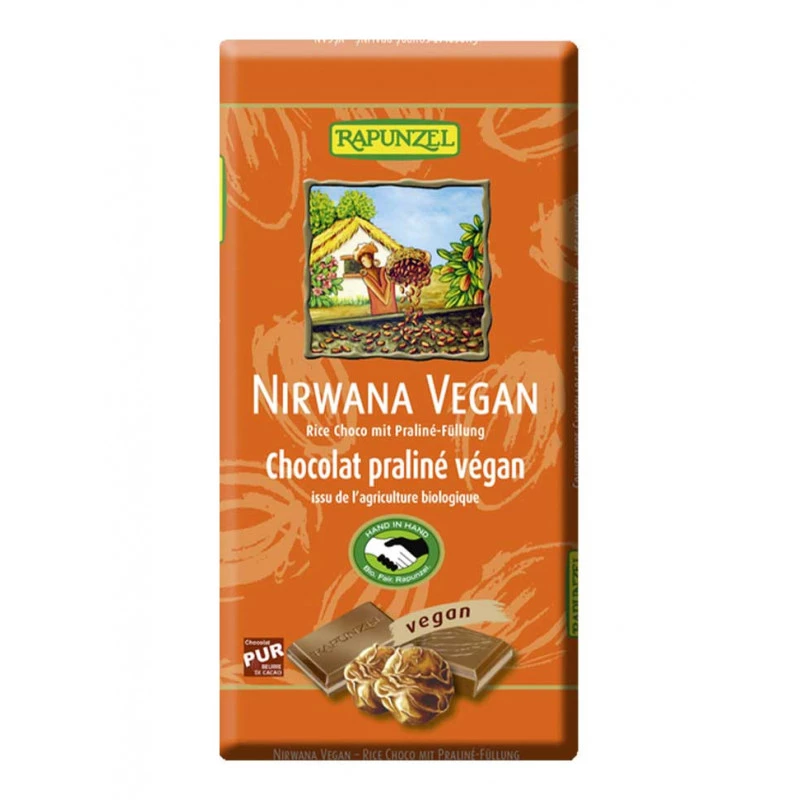 RAPUNZEL
NIRWANA VEGAN
RICE CHOCO MIT PRALINÉ-FÜLLUNG
Chocolat praliné végan
issu de l'agriculture biologique
HAND IN HAND
Bio. Fair. Rapunzel.
vegan
RAPUNZEL
Chocolat
PUR
BEURRE
DE CACAO
RAPUNZEL
NIRWANA VEGAN – RICE CHOCO MIT PRALINÉ-FÜLLUNG